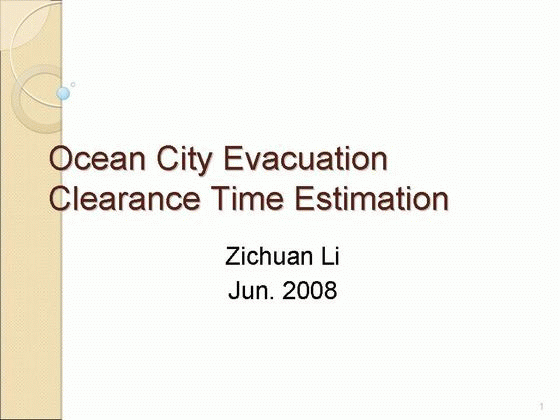 Ocean City Evacuation
Clearance Time Estimation
Zichuan Li
Jun. 2008
1